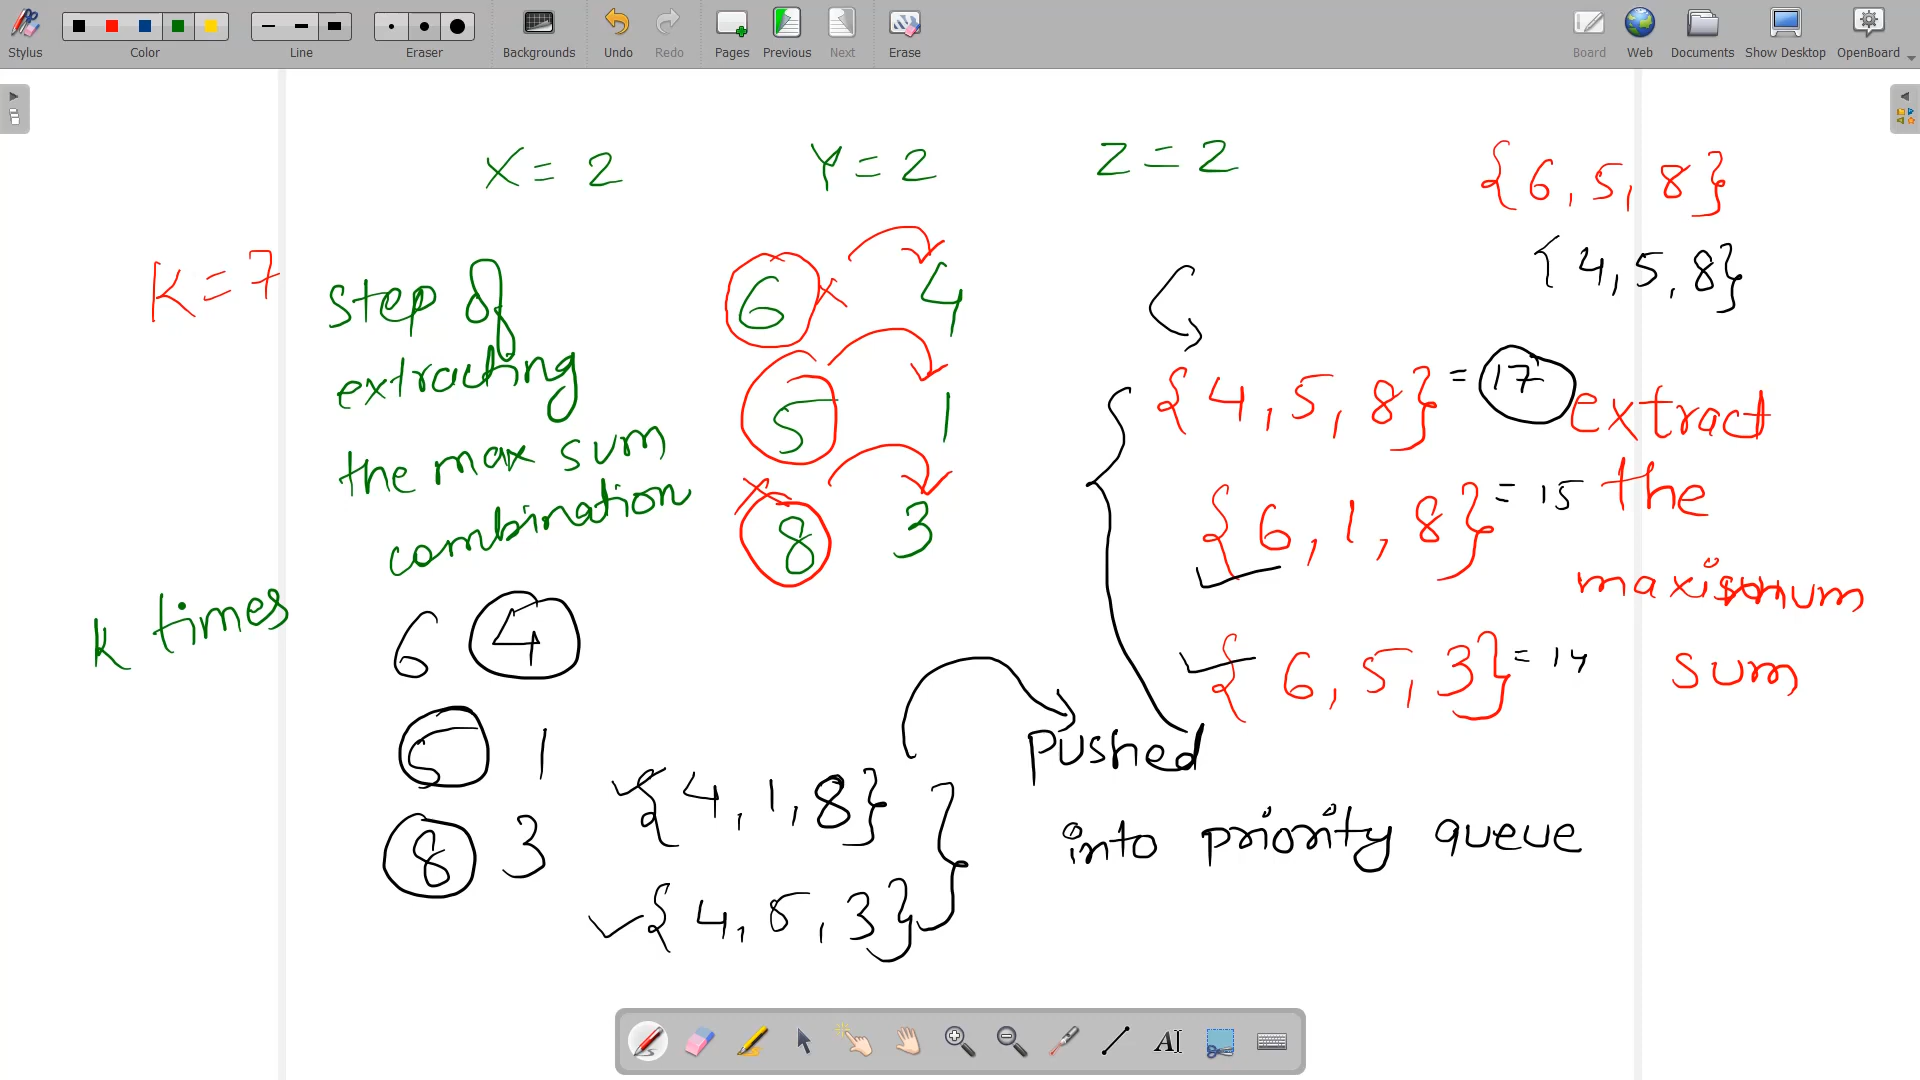 Stylus Color Line Eraser Backgrounds Undo Redo Pages Previous Next Erase Board Web Documents Show Desktop OpenBoard
X = 2 Y = 2 Z = 2
{6, 5, 8}
{4, 5, 8}
K = 7
step of
extracting
the max sum
combination
k times
6 4
5 1
8 3
{4, 5, 8} = 17
{6, 1, 8} = 15
{6, 5, 3} = 14
extract
the
maximum
sum
6 4
5 1
8 3
{4, 1, 8}
{4, 5, 3}
Pushed
into priority queue